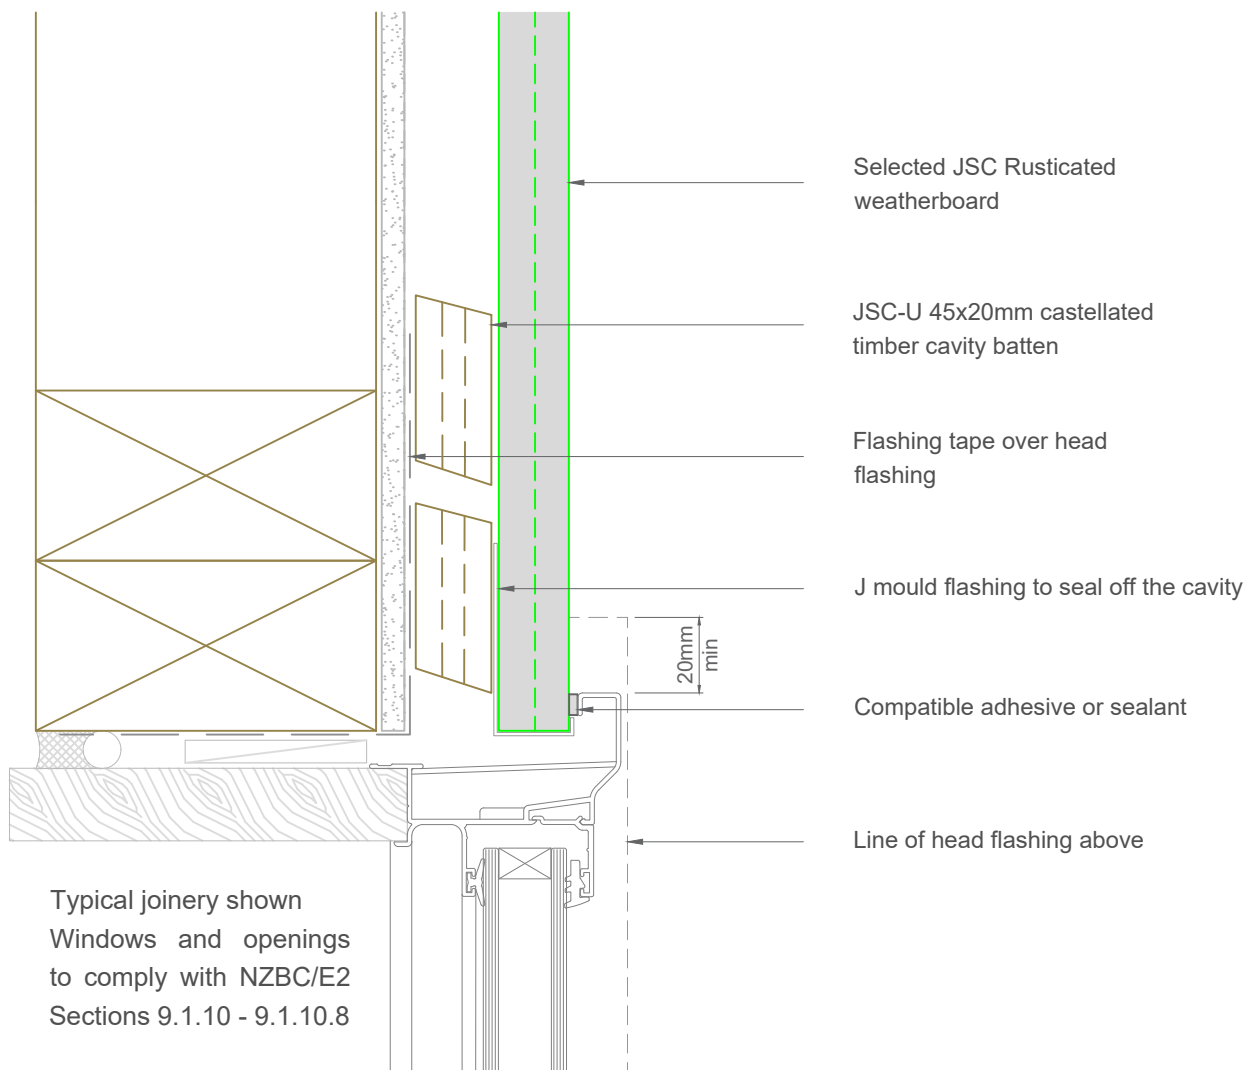 Selected JSC Rusticated
weatherboard
JSC-U 45x20mm castellated
timber cavity batten
Flashing tape over head
flashing
J mould flashing to seal off the cavity
20mm
min
Compatible adhesive or sealant
Line of head flashing above
Typical joinery shown
Windows and openings
to comply with NZBC/E2
Sections 9.1.10 - 9.1.10.8